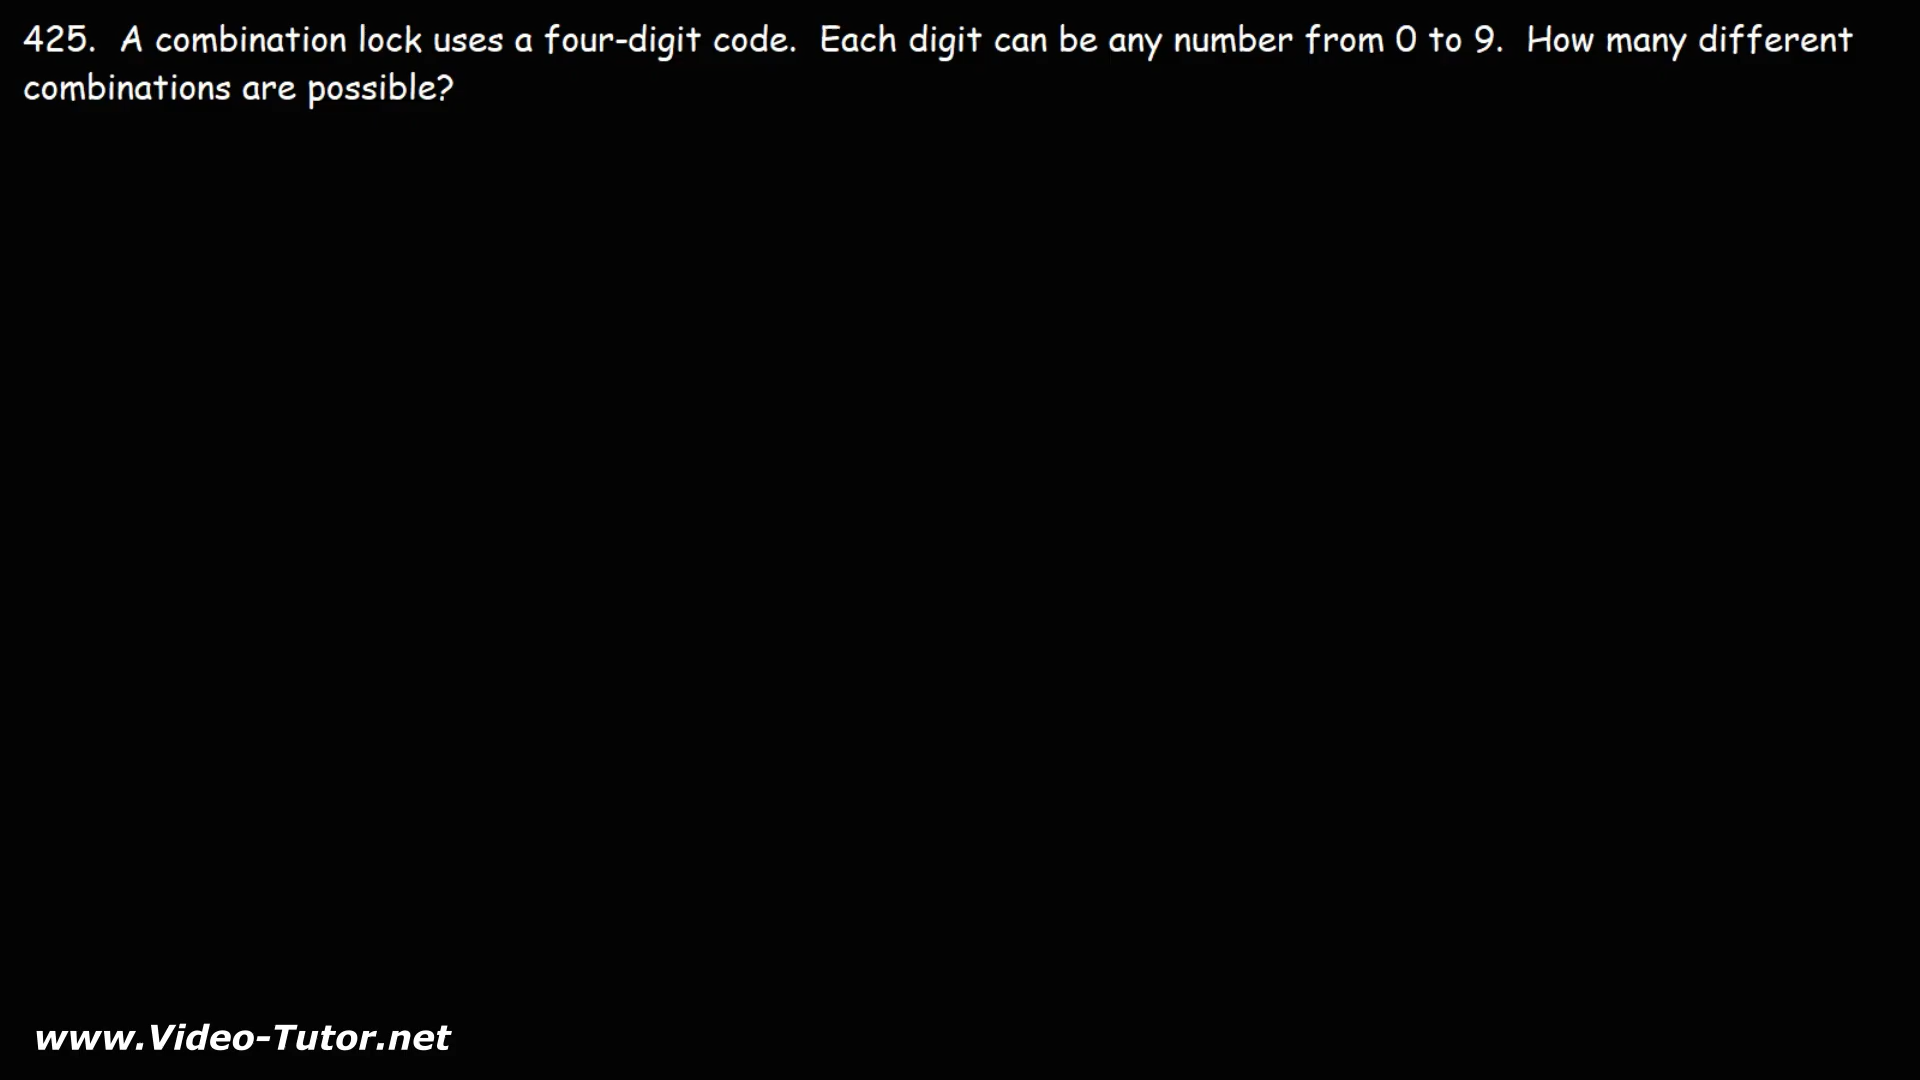 425.  A combination lock uses a four-digit code.  Each digit can be any number from 0 to 9.  How many different
combinations are possible?
www.Video-Tutor.net